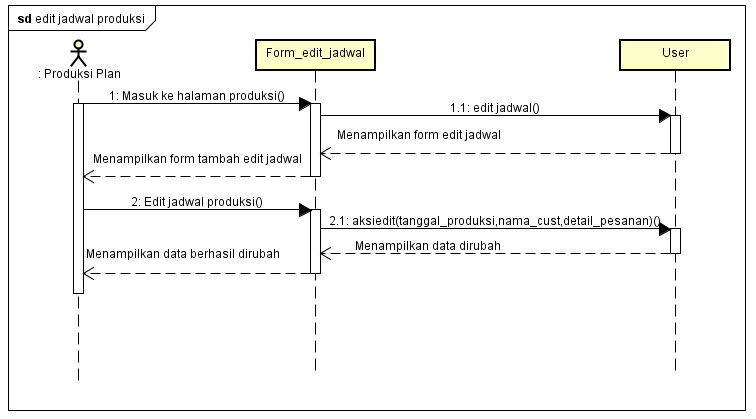 sd edit jadwal produksi
: Produksi Plan
Form_edit_jadwal
User
1: Masuk ke halaman produksi()
1.1: edit jadwal()
Menampilkan form edit jadwal
Menampilkan form tambah edit jadwal
2: Edit jadwal produksi()
2.1: aksiedit(tanggal_produksi,nama_cust,detail_pesanan)()
Menampilkan data dirubah
Menampilkan data berhasil dirubah